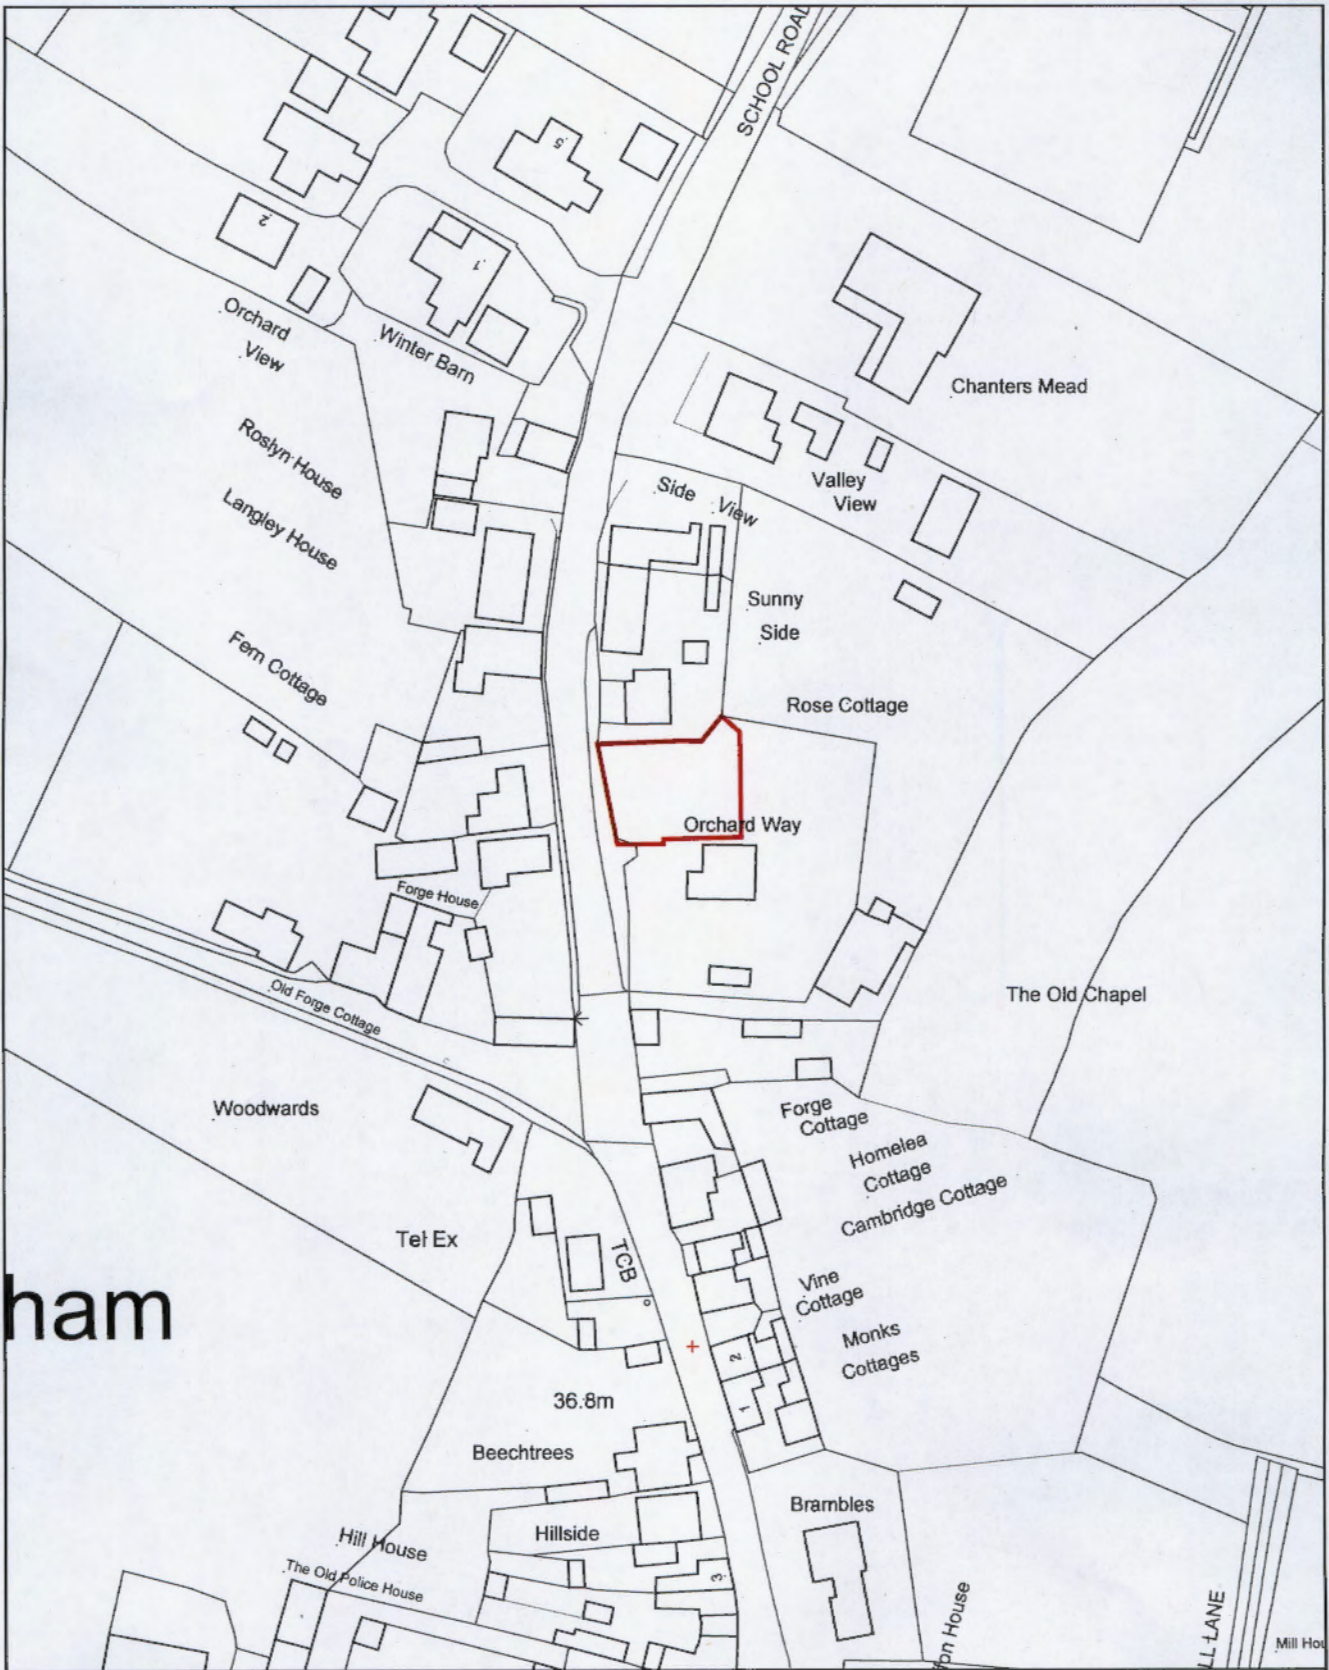 SCHOOL ROAD
5
2
1
Orchard
View
Winter Barn
Chanters Mead
Roslyn House
Langley House
Side View
Valley
View
Sunny
Side
Fern Cottage
Rose Cottage
Orchard Way
Forge House
Old Forge Cottage
The Old Chapel
Woodwards
Forge
Cottage
Homelea
Cottage
Cambridge Cottage
Tel Ex
TCB
Vine
Cottage
ham
Monks
Cottages
2
1
36.8m
Beechtrees
Brambles
Hillside
Hill House
The Old Police House
3
House
LANE
Mill